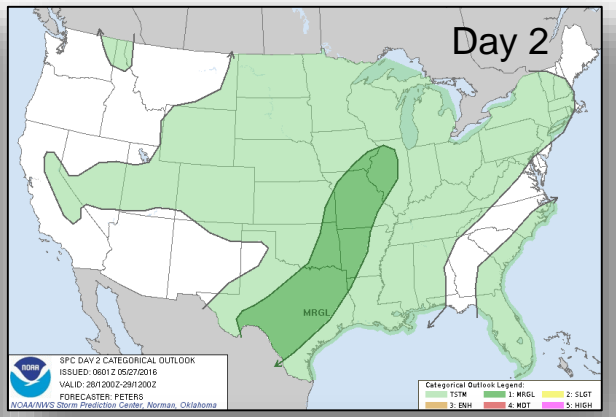 Day 2
MRGL
NOAA
SPC DAY 2 CATEGORICAL OUTLOOK
ISSUED: 0601Z 05/27/2016
VALID: 28/1200Z-29/1200Z
FORECASTER: PETERS
NOAA/NWS Storm Prediction Center, Norman, Oklahoma
Categorical Outlook Legend:
TSTM 1: MRGL 2: SLGT
3: ENH 4: MDT 5: HIGH